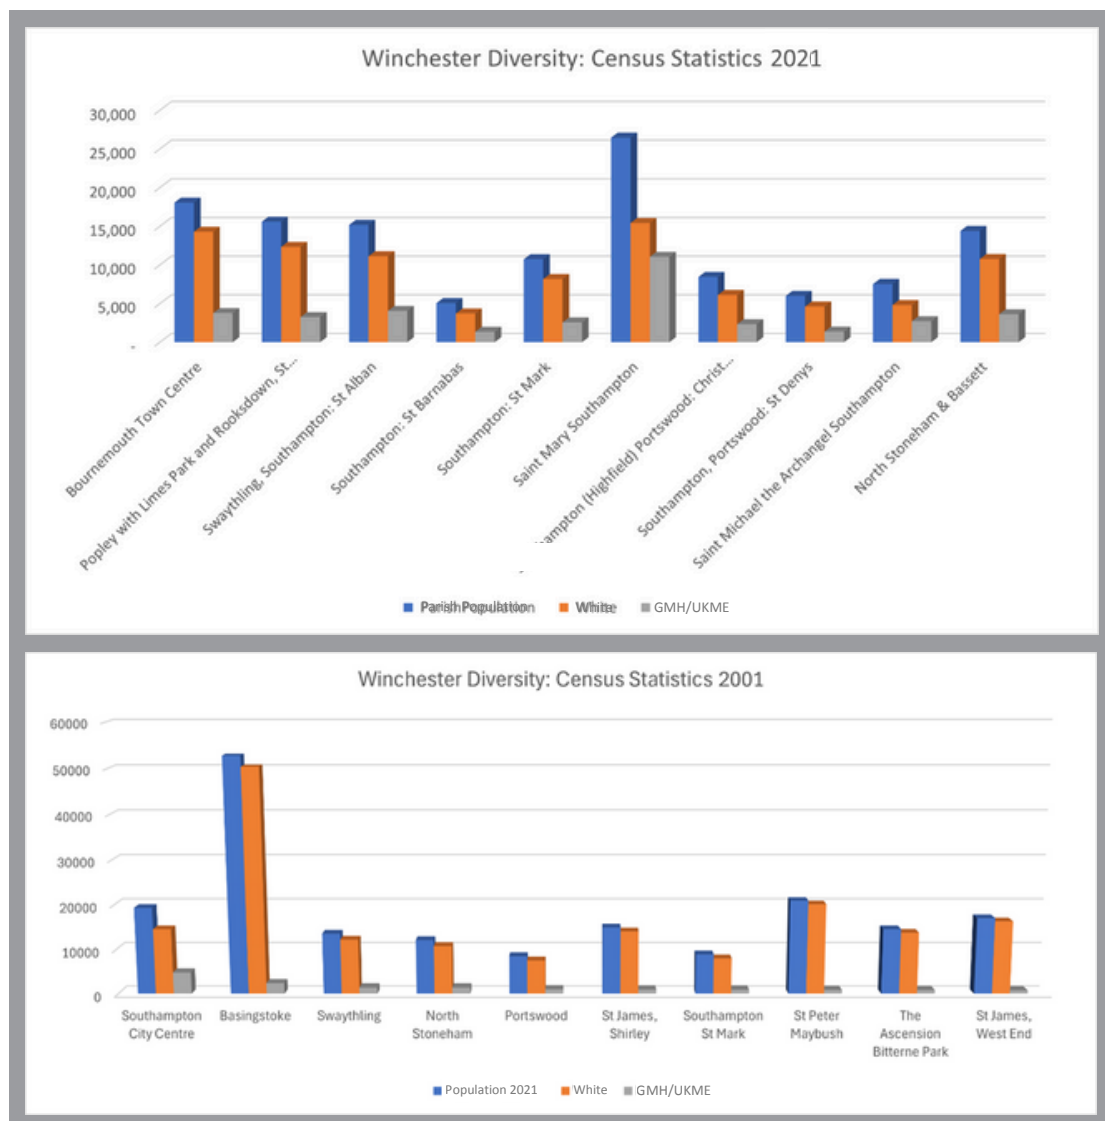 Winchester Diversity: Census Statistics 2021
30,000
25,000
20,000
15,000
10,000
5,000
-
Bournemouth Town Centre
Popley with Limes Park and Rooksdown, St...
Swaythling, Southampton: St Alban
Southampton: St Barnabas
Southampton: St Mark
Saint Mary Southampton
(Highfield) Portswood: Christ...
Southampton, Portswood: St Denys
Saint Michael the Archangel Southampton
North Stoneham & Bassett
Parish Population White GMH/UKME
Winchester Diversity: Census Statistics 2001
60000
50000
40000
30000
20000
10000
0
Southampton City Centre
Basingstoke
Swaythling
North Stoneham
Portswood
St James, Shirley
Southampton St Mark
St Peter Maybush
The Ascension Bitterne Park
St James, West End
Population 2021 White GMH/UKME